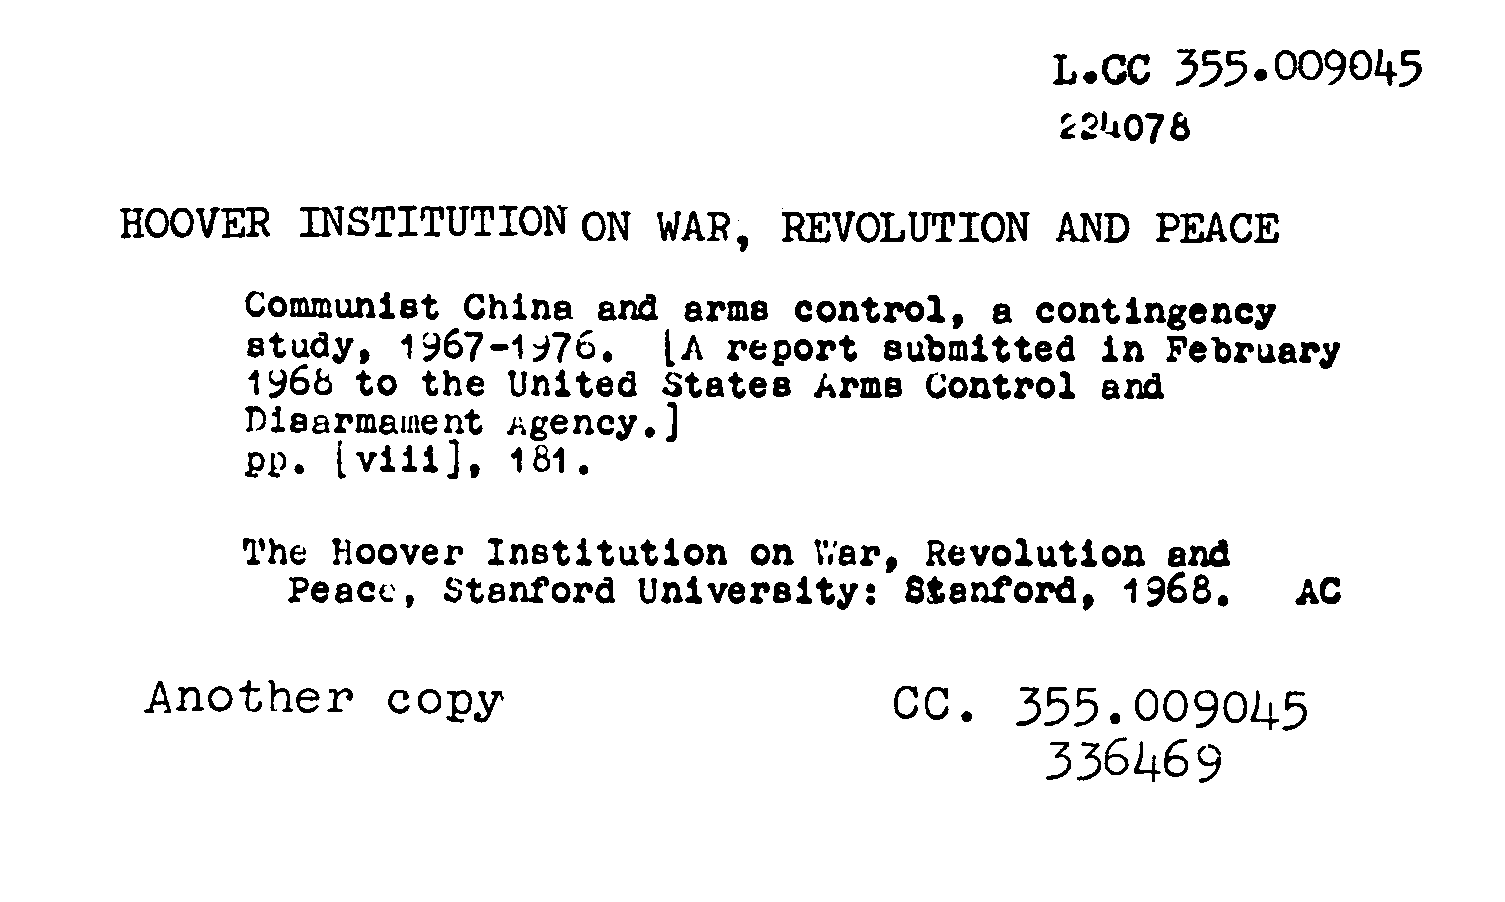 L.CC 355.009045
224078
HOOVER INSTITUTION ON WAR, REVOLUTION AND PEACE
Communist China and arms control, a contingency
study, 1967-1976. [A report submitted in February
1968 to the United States Arms Control and
Disarmament Agency.]
pp. [viii], 181.
The Hoover Institution on War, Revolution and
Peace, Stanford University: Stanford, 1968. AC
Another copy CC. 355.009045
336469